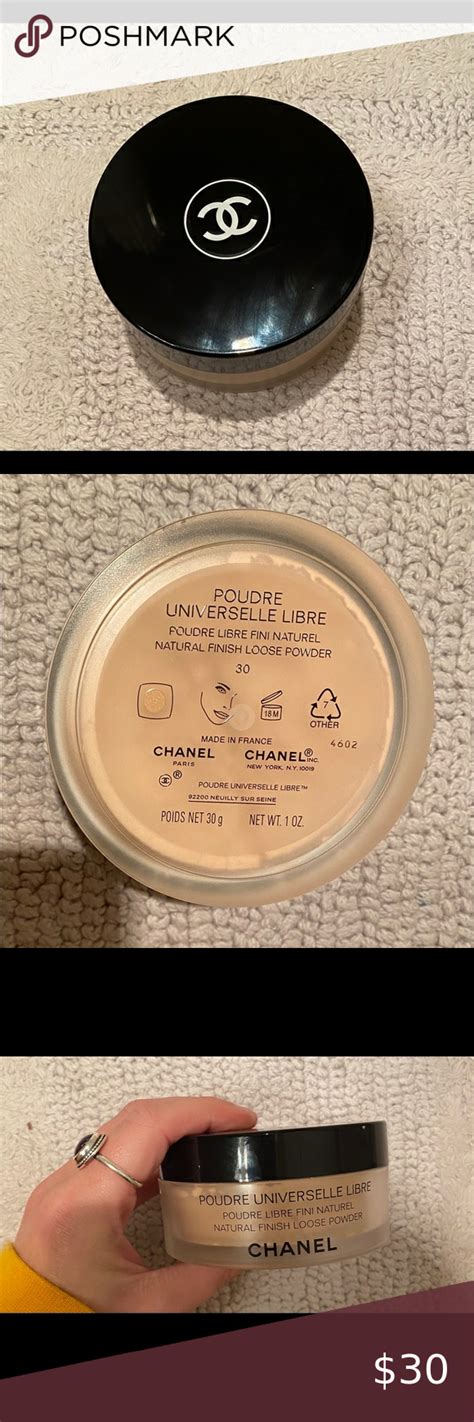 POSHMARK
POUDRE
UNIVERSELLE LIBRE
POUDRE LIBRE FINI NATUREL
NATURAL FINISH LOOSE POWDER
30
18 M
7
OTHER
4602
MADE IN FRANCE
CHANEL CHANEL® INC.
PARIS NEW YORK, N.Y. 10019
® POUDRE UNIVERSELLE LIBRE™
92200 NEUILLY SUR SEINE
POIDS NET 30 g NET WT. 1 OZ.
POUDRE UNIVERSELLE LIBRE
POUDRE LIBRE FINI NATUREL
NATURAL FINISH LOOSE POWDER
CHANEL
$30